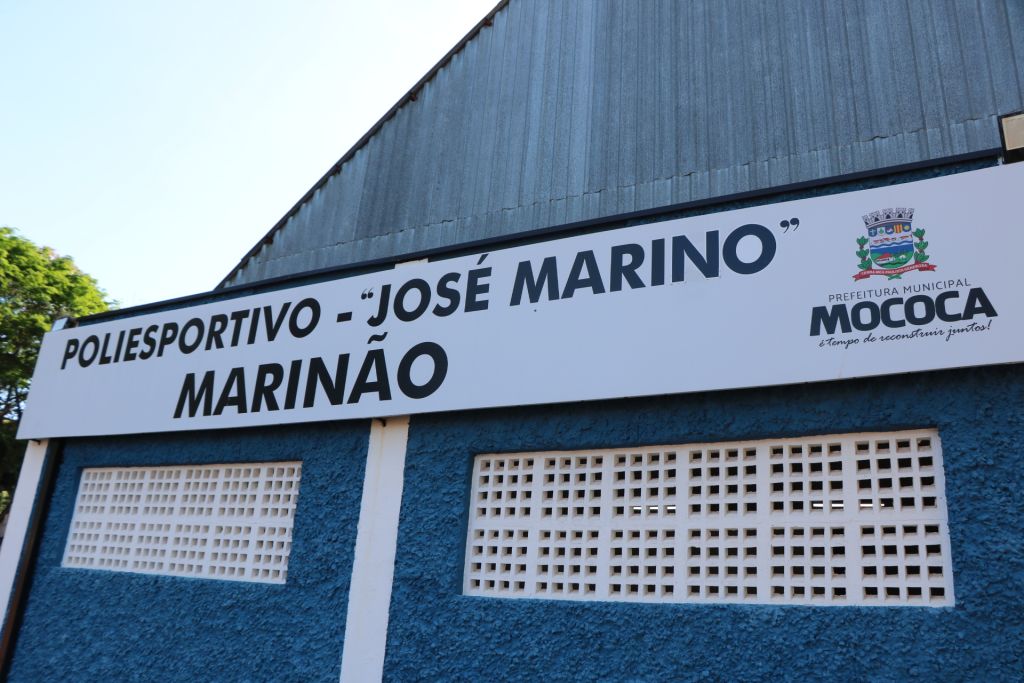 POLIESPORTIVO - “JOSÉ MARINO”
MARINÃO
PREFEITURA MUNICIPAL
MOCOCA
é tempo de reconstruir juntos!